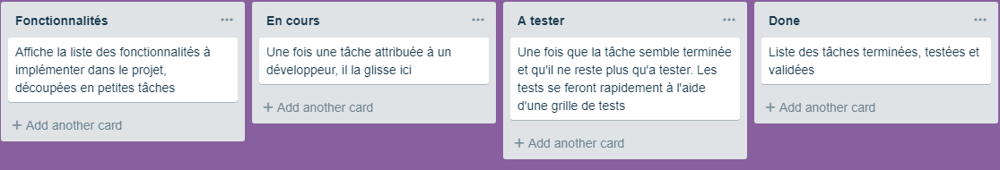 Fonctionnalités
Affiche la liste des fonctionnalités à
implémenter dans le projet,
découpées en petites tâches
+ Add another card
En cours
Une fois une tâche attribuée à un
développeur, il la glisse ici
+ Add another card
A tester
Une fois que la tâche semble terminée
et qu'il ne reste plus qu'a tester. Les
tests se feront rapidement à l'aide
d'une grille de tests
+ Add another card
Done
Liste des tâches terminées, testées et
validées
+ Add another card